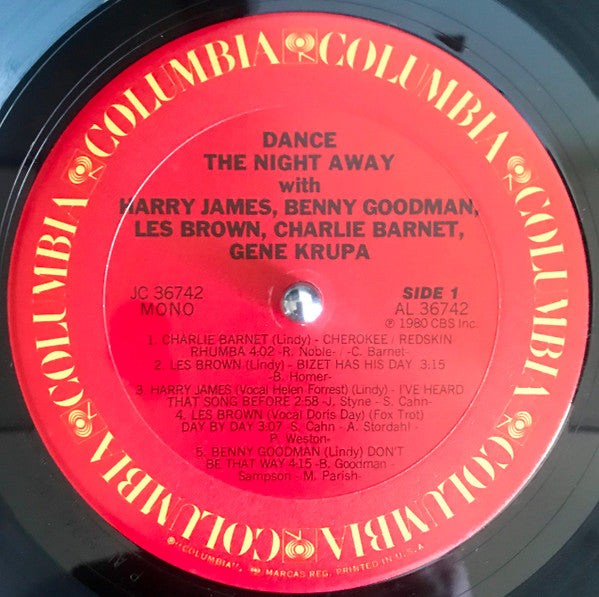 COLUMBIA COLUMBIA COLUMBIA COLUMBIA COLUMBIA COLUMBIA COLUMBIA COLUMBIA
DANCE
THE NIGHT AWAY
with
HARRY JAMES, BENNY GOODMAN,
LES BROWN, CHARLIE BARNET,
GENE KRUPA
JC 36742
MONO
SIDE 1
AL 36742
℗ 1980 CBS Inc.
1. CHARLIE BARNET (Lindy) - CHEROKEE / REDSKIN
RHUMBA 4:02 -R. Noble- / -C. Barnet-
2. LES BROWN (Lindy) - BIZET HAS HIS DAY 3:15
-B. Homer-
3. HARRY JAMES (Vocal Helen Forrest) (Lindy) - I'VE HEARD
THAT SONG BEFORE 2:58 - J. Styne - S. Cahn-
4. LES BROWN (Vocal Doris Day) (Fox Trot)
DAY BY DAY 3:07 -S. Cahn - A. Stordahl -
P. Weston-
5. BENNY GOODMAN (Lindy) DON'T
BE THAT WAY 4:15 -B. Goodman -
Sampson - M. Parish-
"COLUMBIA", MARCAS REG. PRINTED IN U.S.A